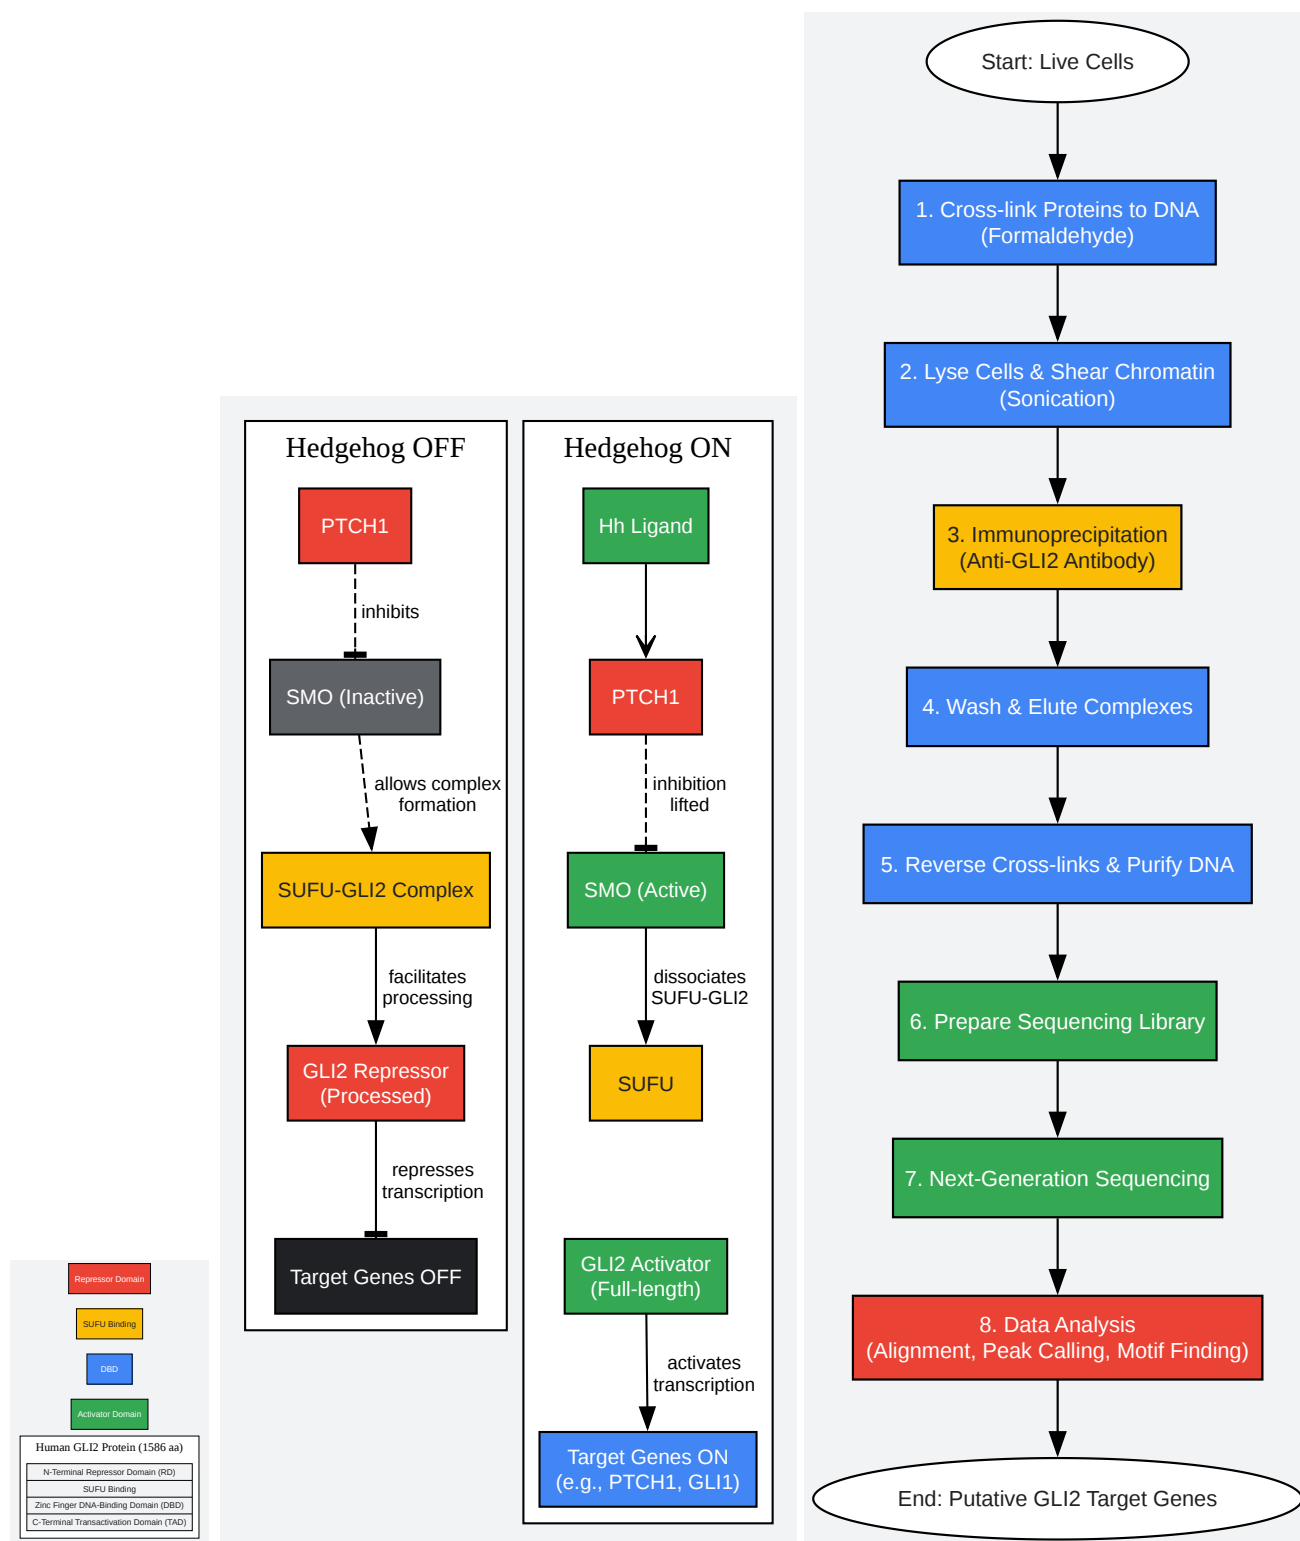 Repressor Domain
SUFU Binding
DBD
Activator Domain
Human GLI2 Protein (1586 aa)
N-Terminal Repressor Domain (RD)
SUFU Binding
Zinc Finger DNA-Binding Domain (DBD)
C-Terminal Transactivation Domain (TAD)
Hedgehog OFF
PTCH1
inhibits
SMO (Inactive)
allows complex
formation
SUFU-GLI2 Complex
facilitates
processing
GLI2 Repressor
(Processed)
represses
transcription
Target Genes OFF
Hedgehog ON
Hh Ligand
PTCH1
inhibition
lifted
SMO (Active)
dissociates
SUFU-GLI2
SUFU
GLI2 Activator
(Full-length)
activates
transcription
Target Genes ON
(e.g., PTCH1, GLI1)
Start: Live Cells
1. Cross-link Proteins to DNA
(Formaldehyde)
2. Lyse Cells & Shear Chromatin
(Sonication)
3. Immunoprecipitation
(Anti-GLI2 Antibody)
4. Wash & Elute Complexes
5. Reverse Cross-links & Purify DNA
6. Prepare Sequencing Library
7. Next-Generation Sequencing
8. Data Analysis
(Alignment, Peak Calling, Motif Finding)
End: Putative GLI2 Target Genes